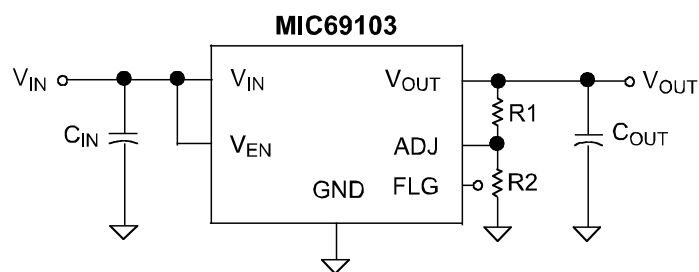 MIC69103
V_IN
V_IN
V_OUT
V_OUT
R1
C_IN
V_EN
ADJ
C_OUT
GND
FLG
R2